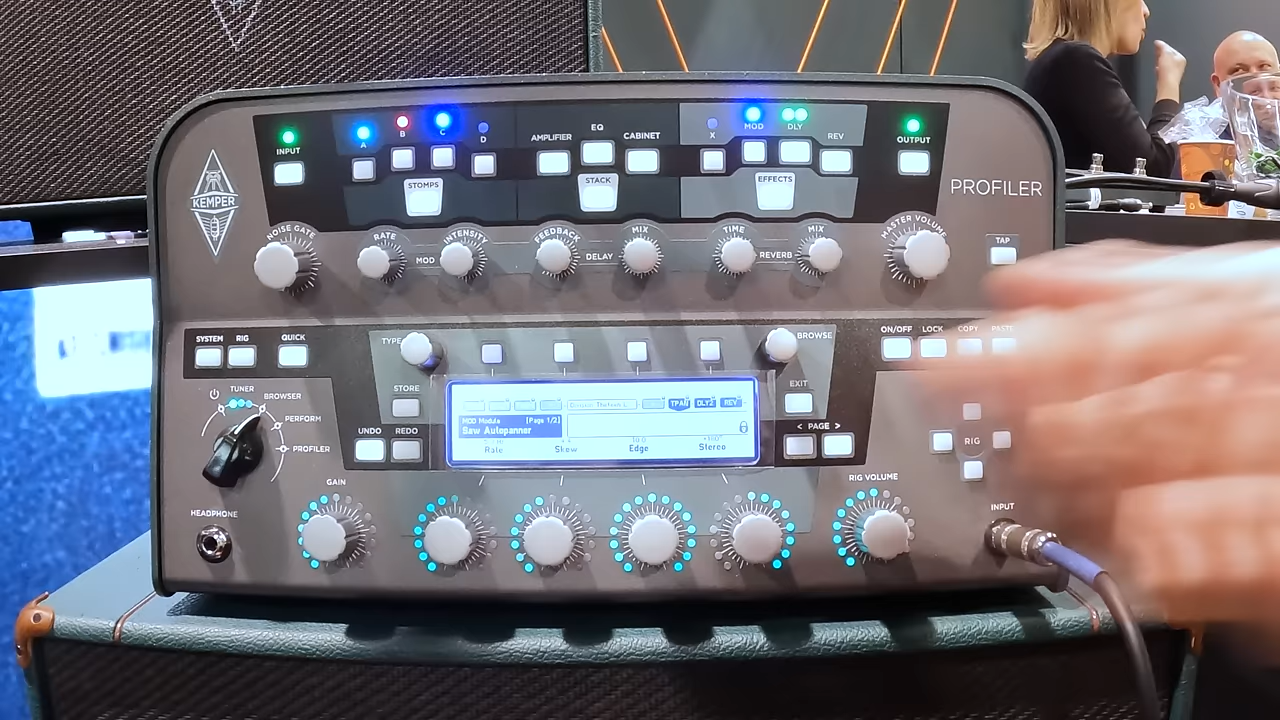 KEMPER
PROFILER
INPUT
A
B
C
D
STOMPS
AMPLIFIER
EQ
CABINET
STACK
X
MOD
DLY
REV
EFFECTS
OUTPUT
NOISE GATE
RATE
MOD
INTENSITY
FEEDBACK
DELAY
MIX
TIME
REVERB
MIX
MASTER VOLUME
TAP
SYSTEM
RIG
QUICK
TYPE
BROWSE
ON/OFF
LOCK
COPY
PASTE
TUNER
BROWSER
PERFORM
PROFILER
STORE
UNDO
REDO
EXIT
< PAGE >
TPAN
DLY2
REV
MOD Module
[Page 1/2]
Saw Autopanner
Rate
Skew
Edge
Stereo
RIG
HEADPHONE
GAIN
RIG VOLUME
INPUT